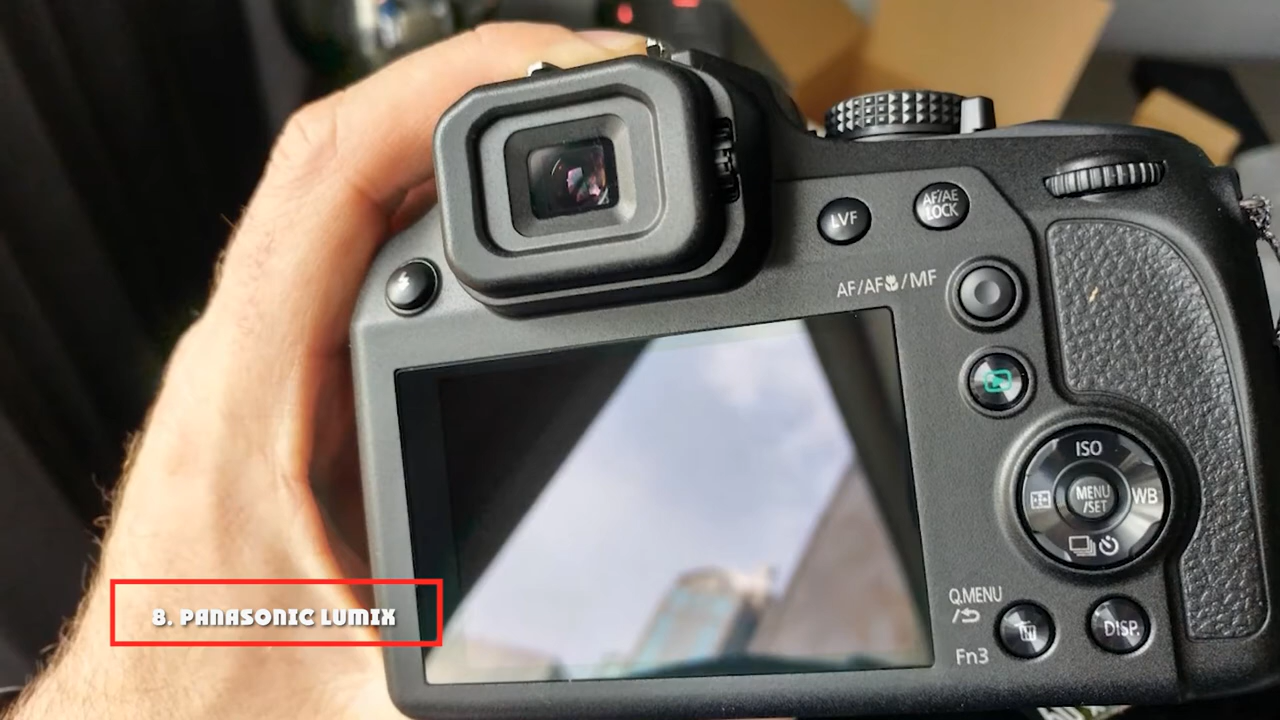 LVF
AF/AE
LOCK
AF/AF/MF
ISO
MENU
/SET
WB
Q.MENU
/
Fn3
DISP.
8. PANASONIC LUMIX